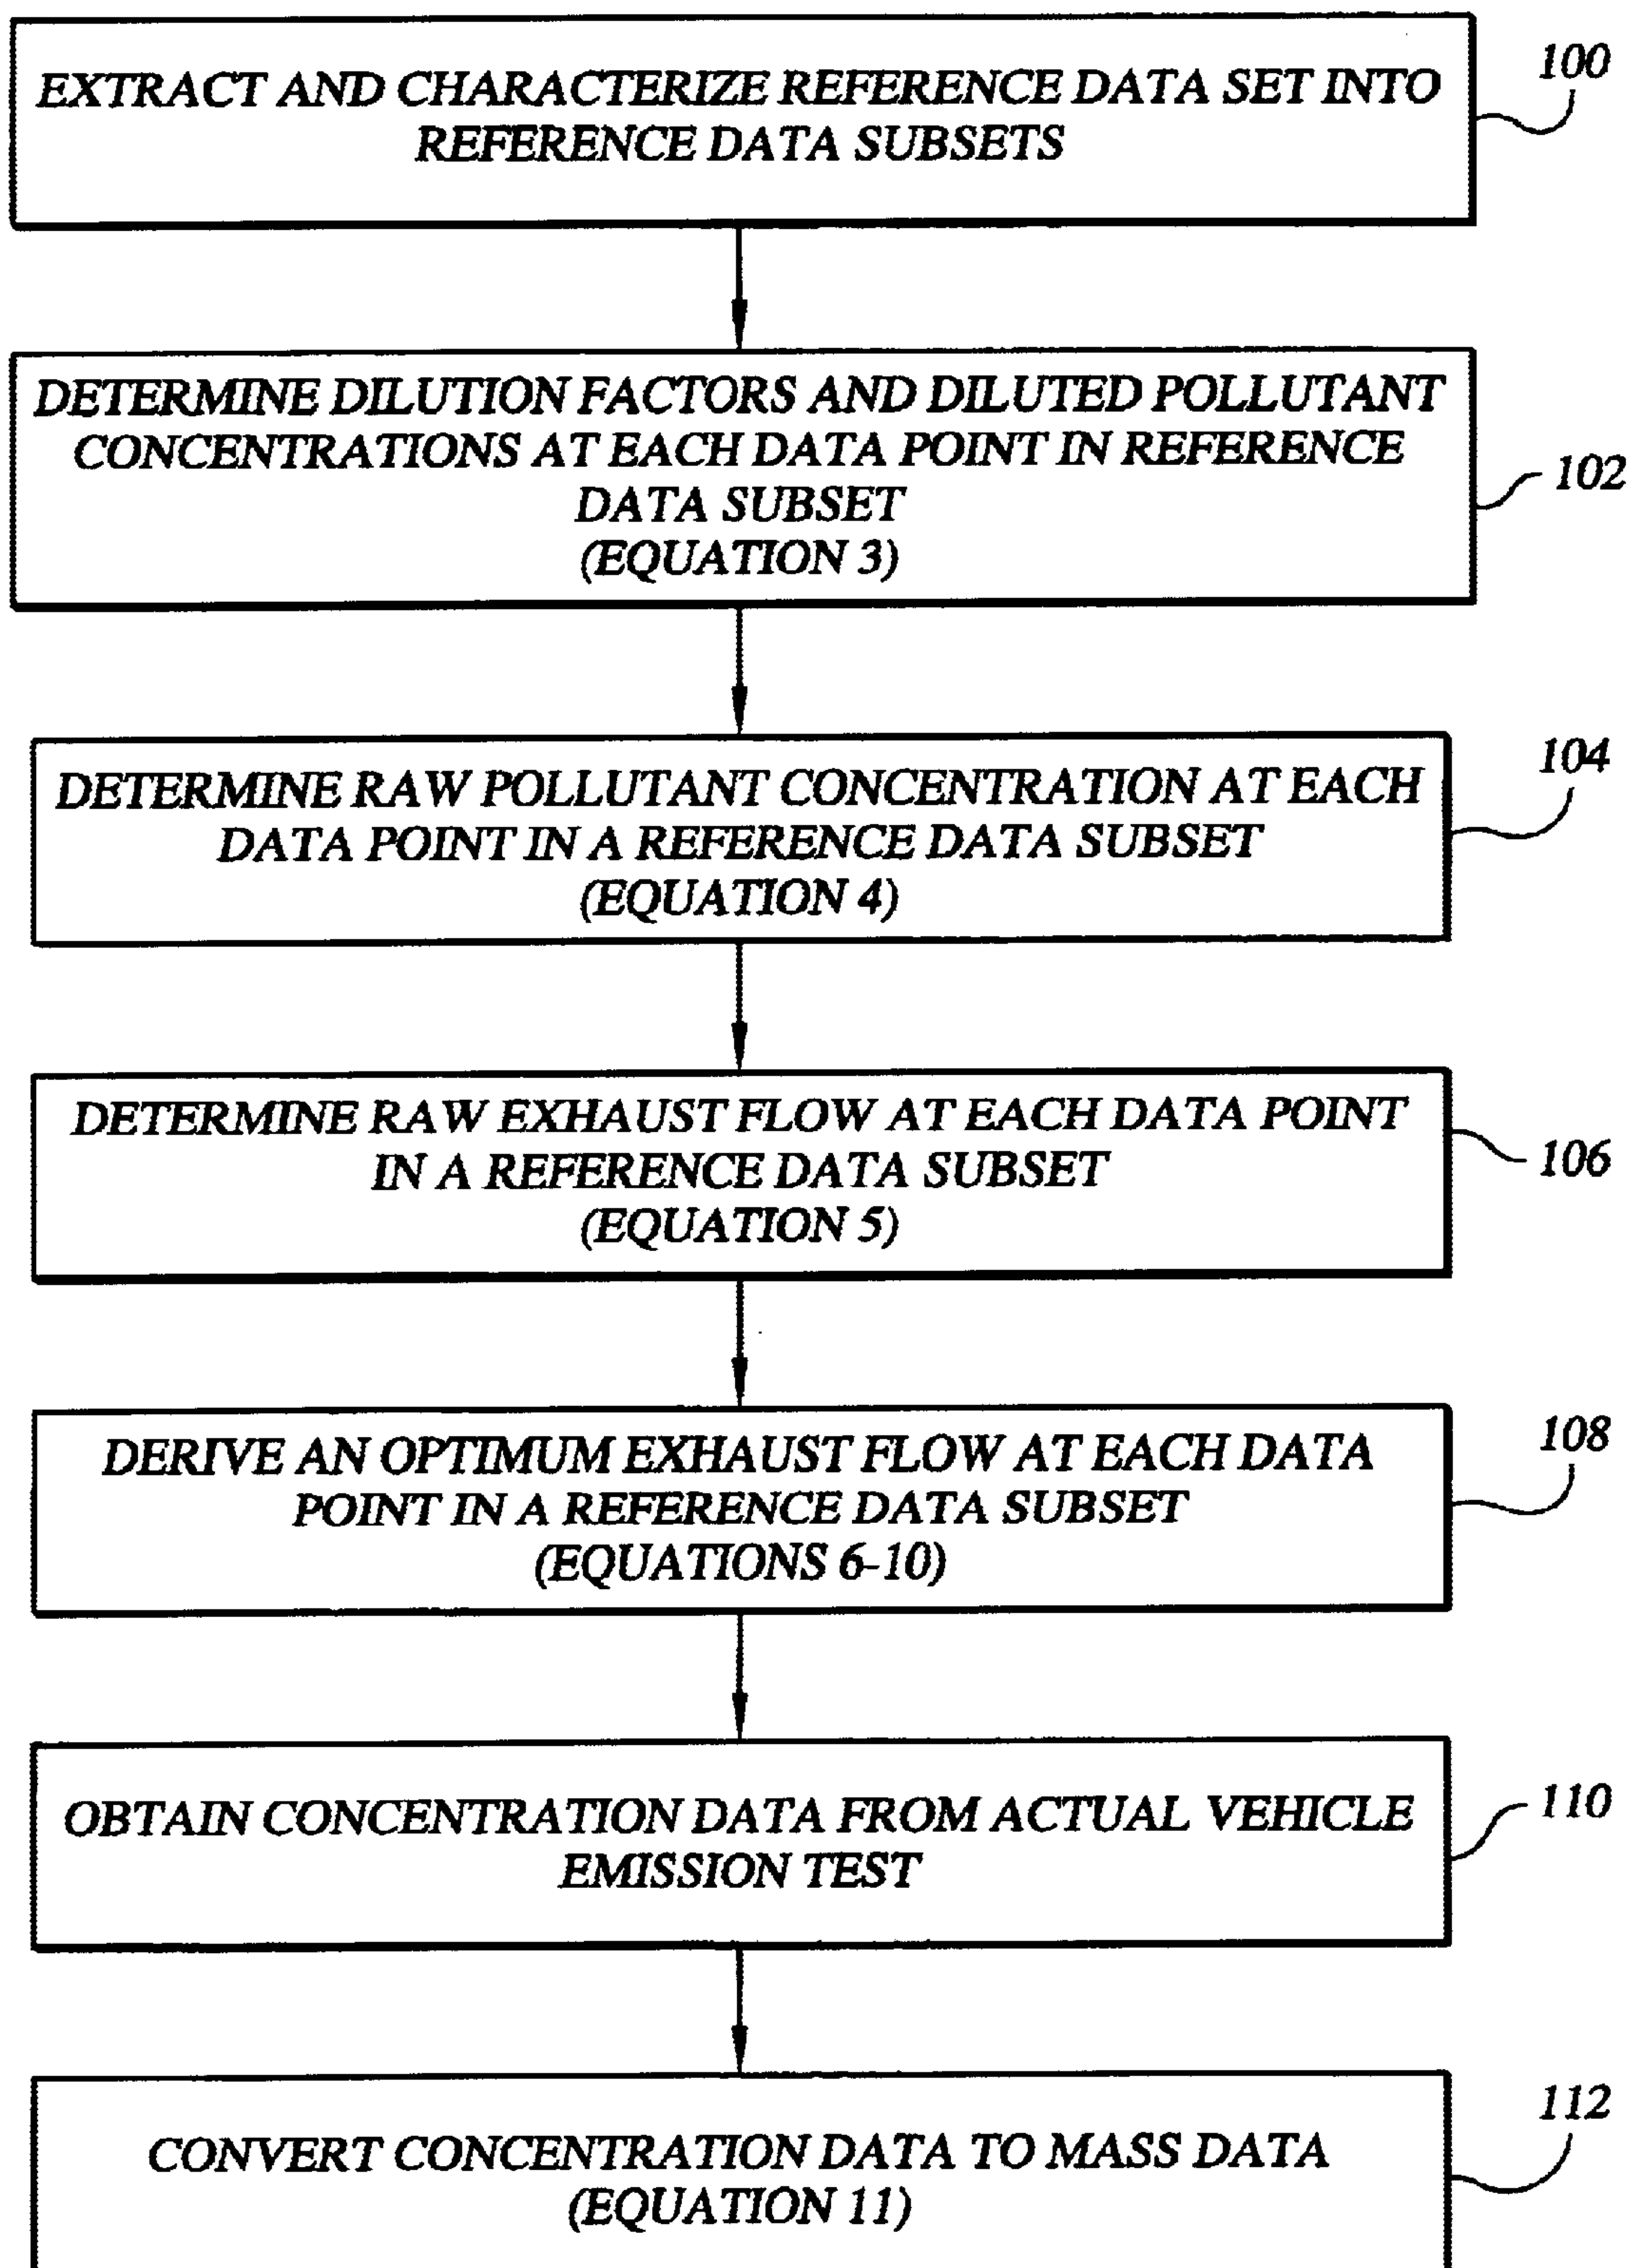 EXTRACT AND CHARACTERIZE REFERENCE DATA SET INTO
REFERENCE DATA SUBSETS
100
DETERMINE DILUTION FACTORS AND DILUTED POLLUTANT
CONCENTRATIONS AT EACH DATA POINT IN REFERENCE
DATA SUBSET
(EQUATION 3)
102
DETERMINE RAW POLLUTANT CONCENTRATION AT EACH
DATA POINT IN A REFERENCE DATA SUBSET
(EQUATION 4)
104
DETERMINE RAW EXHAUST FLOW AT EACH DATA POINT
IN A REFERENCE DATA SUBSET
(EQUATION 5)
106
DERIVE AN OPTIMUM EXHAUST FLOW AT EACH DATA
POINT IN A REFERENCE DATA SUBSET
(EQUATIONS 6-10)
108
OBTAIN CONCENTRATION DATA FROM ACTUAL VEHICLE
EMISSION TEST
110
CONVERT CONCENTRATION DATA TO MASS DATA
(EQUATION 11)
112